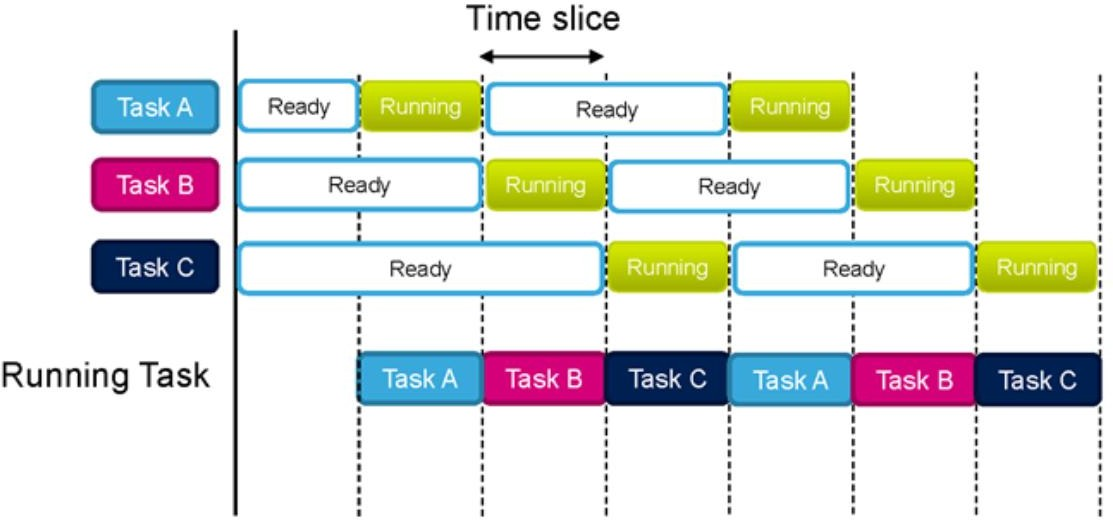 Time slice
Task A Ready Running Ready Running
Task B Ready Running Ready Running
Task C Ready Running Ready Running
Running Task Task A Task B Task C Task A Task B Task C